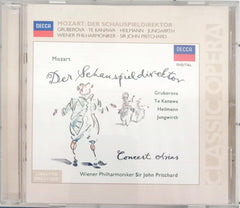 DECCA
MOZART: DER SCHAUSPIELDIREKTOR
GRUBEROVA · TE KANAWA · HEILMANN · JUNGWIRTH
WIENER PHILHARMONIKER · SIR JOHN PRITCHARD
DECCA
DIGITAL
Mozart
Der Schauspieldirektor
Gruberova
Te Kanawa
Heilmann
Jungwirth
Concert arias
Wiener Philharmoniker Sir John Pritchard
CLASSIC OPERA